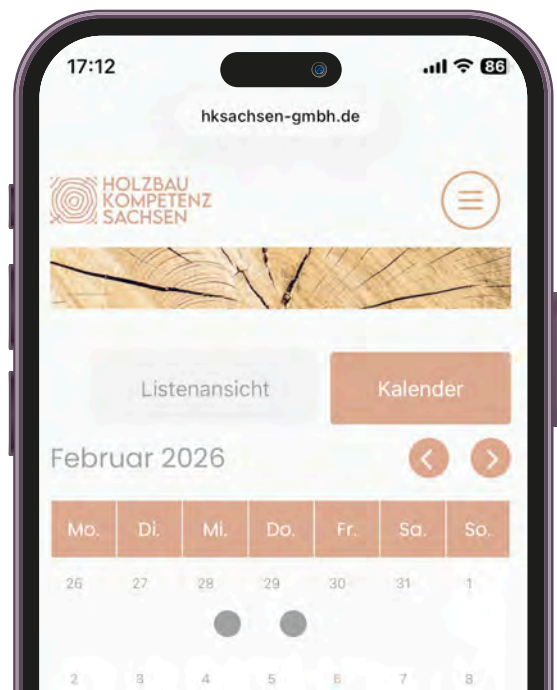 17:12
86
hksachsen-gmbh.de
HOLZBAU
KOMPETENZ
SACHSEN
Listenansicht
Kalender
Februar 2026
Mo. Di. Mi. Do. Fr. Sa. So.
26 27 28 29 30 31 1
2 3 4 5 6 7 8